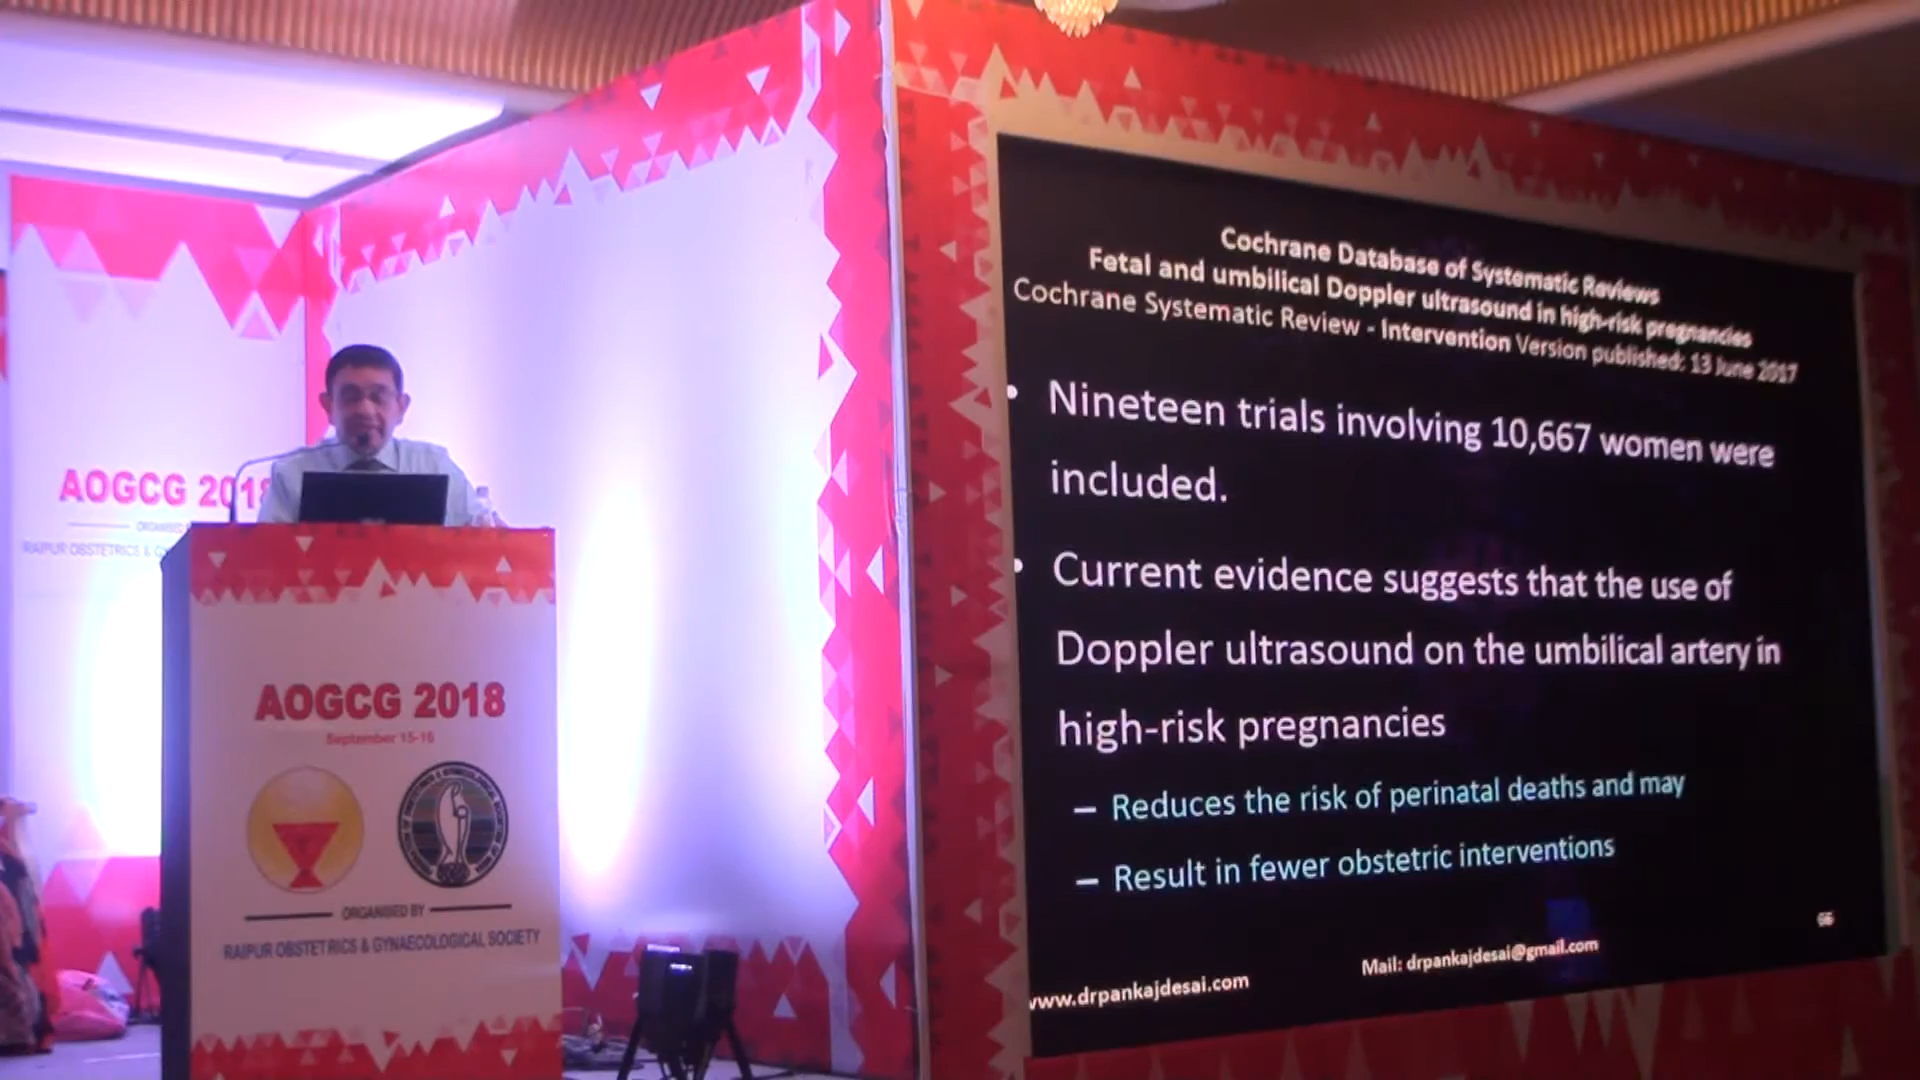 Cochrane Database of Systematic Reviews
Fetal and umbilical Doppler ultrasound in high-risk pregnancies
Cochrane Systematic Review - Intervention Version published: 13 June 2017
• Nineteen trials involving 10,667 women were
included.
• Current evidence suggests that the use of
Doppler ultrasound on the umbilical artery in
high-risk pregnancies
– Reduces the risk of perinatal deaths and may
– Result in fewer obstetric interventions
www.drpankajdesai.com
Mail: drpankajdesai@gmail.com
AOGCG 2018
ORGANISED
RAIPUR OBSTETRICS &
AOGCG 2018
September 15-16
ORGANISED BY
RAIPUR OBSTETRICS & GYNAECOLOGICAL SOCIETY